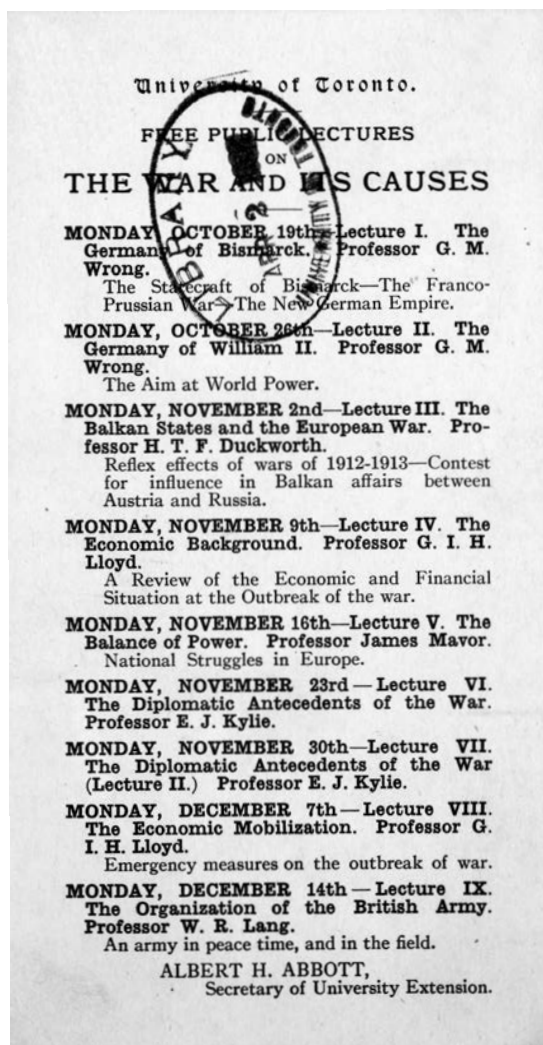 University of Toronto.
FREE PUBLIC LECTURES
ON
THE WAR AND ITS CAUSES
LIBRARY
APR 2
MONDAY, OCTOBER 19th—Lecture I. The
Germany of Bismarck. Professor G. M.
Wrong.
The Statecraft of Bismarck—The Franco-
Prussian War—The New German Empire.
MONDAY, OCTOBER 26th—Lecture II. The
Germany of William II. Professor G. M.
Wrong.
The Aim at World Power.
MONDAY, NOVEMBER 2nd—Lecture III. The
Balkan States and the European War. Pro-
fessor H. T. F. Duckworth.
Reflex effects of wars of 1912-1913—Contest
for influence in Balkan affairs between
Austria and Russia.
MONDAY, NOVEMBER 9th—Lecture IV. The
Economic Background. Professor G. I. H.
Lloyd.
A Review of the Economic and Financial
Situation at the Outbreak of the war.
MONDAY, NOVEMBER 16th—Lecture V. The
Balance of Power. Professor James Mavor.
National Struggles in Europe.
MONDAY, NOVEMBER 23rd—Lecture VI.
The Diplomatic Antecedents of the War.
Professor E. J. Kylie.
MONDAY, NOVEMBER 30th—Lecture VII.
The Diplomatic Antecedents of the War
(Lecture II.) Professor E. J. Kylie.
MONDAY, DECEMBER 7th—Lecture VIII.
The Economic Mobilization. Professor G.
I. H. Lloyd.
Emergency measures on the outbreak of war.
MONDAY, DECEMBER 14th—Lecture IX.
The Organization of the British Army.
Professor W. R. Lang.
An army in peace time, and in the field.
ALBERT H. ABBOTT,
Secretary of University Extension.